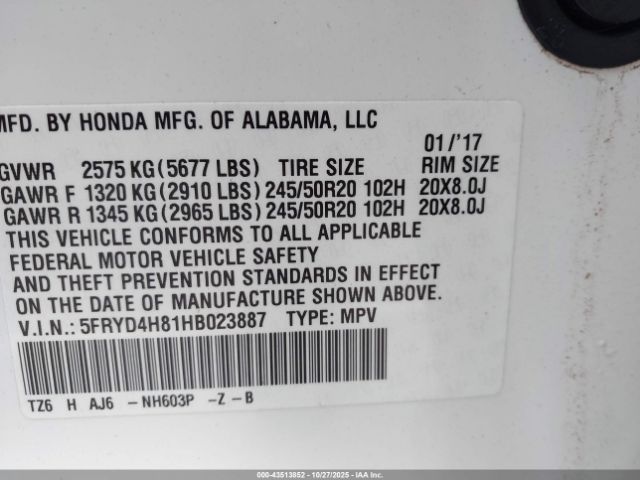 MFD. BY HONDA MFG. OF ALABAMA, LLC
01/'17
GVWR 2575 KG(5677 LBS) TIRE SIZE RIM SIZE
GAWR F 1320 KG(2910 LBS)245/50R20 102H 20X8.0J
GAWR R 1345 KG(2965 LBS)245/50R20 102H 20X8.0J
THIS VEHICLE CONFORMS TO ALL APPLICABLE
FEDERAL MOTOR VEHICLE SAFETY
AND THEFT PREVENTION STANDARDS IN EFFECT
ON THE DATE OF MANUFACTURE SHOWN ABOVE.
V.I.N.: 5FRYD4H81HB023887 TYPE: MPV
TZ6 H AJ6 -NH603P -Z-B
000-43513852 | 10/27/2025 | IAAI.COM